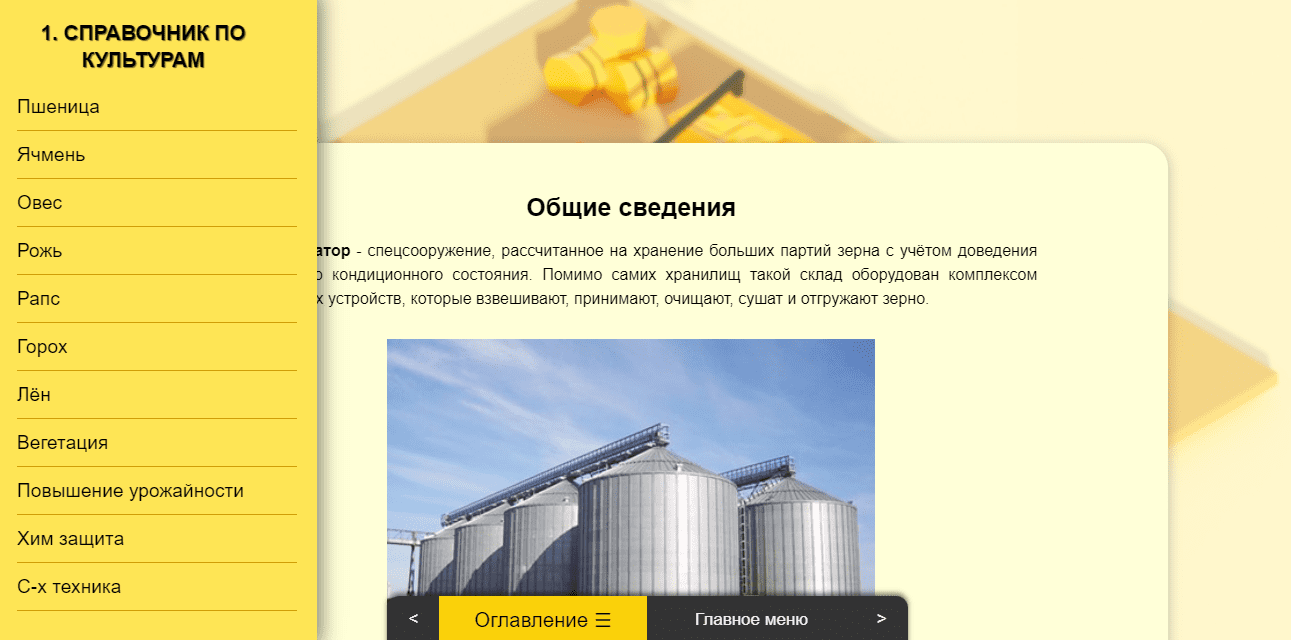 1. СПРАВОЧНИК ПО
КУЛЬТУРАМ
Пшеница
Ячмень
Овес
Рожь
Рапс
Горох
Лён
Вегетация
Повышение урожайности
Хим защита
С-х техника
Общие сведения
- спецсооружение, рассчитанное на хранение больших партий зерна с учётом доведения
кондиционного состояния. Помимо самих хранилищ такой склад оборудован комплексом
устройств, которые взвешивают, принимают, очищают, сушат и отгружают зерно.
< Оглавление ☰ Главное меню >